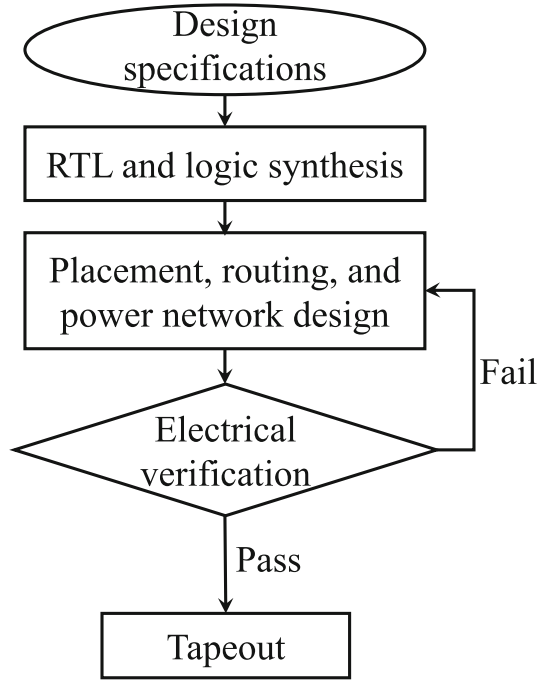 Design
specifications
RTL and logic synthesis
Placement, routing, and
power network design
Fail
Electrical
verification
Pass
Tapeout